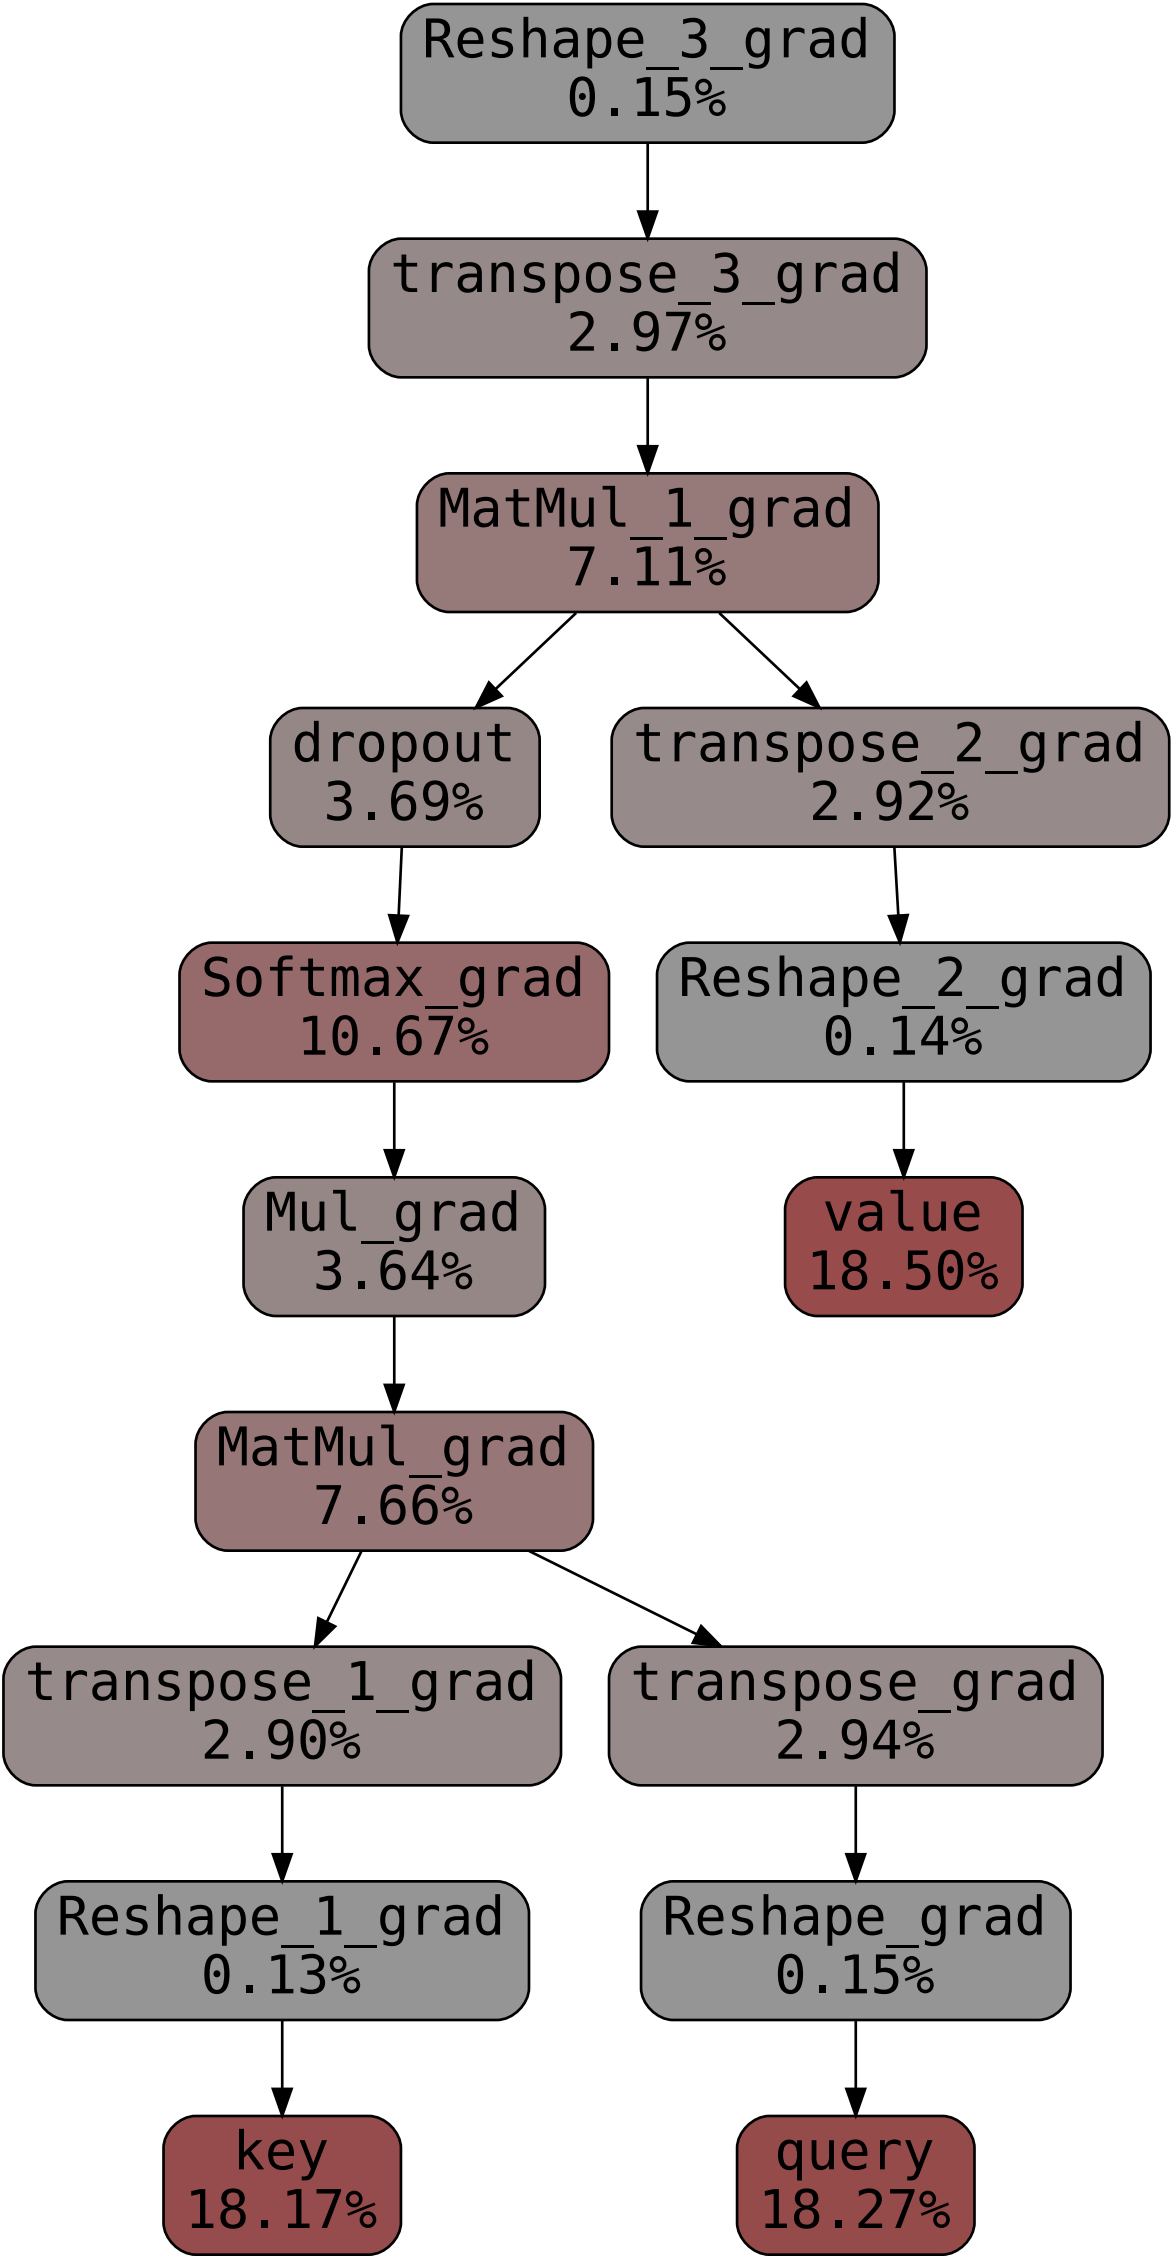 Reshape_3_grad
0.15%
transpose_3_grad
2.97%
MatMul_1_grad
7.11%
dropout
3.69%
transpose_2_grad
2.92%
Softmax_grad
10.67%
Reshape_2_grad
0.14%
Mul_grad
3.64%
value
18.50%
MatMul_grad
7.66%
transpose_1_grad
2.90%
transpose_grad
2.94%
Reshape_1_grad
0.13%
Reshape_grad
0.15%
key
18.17%
query
18.27%